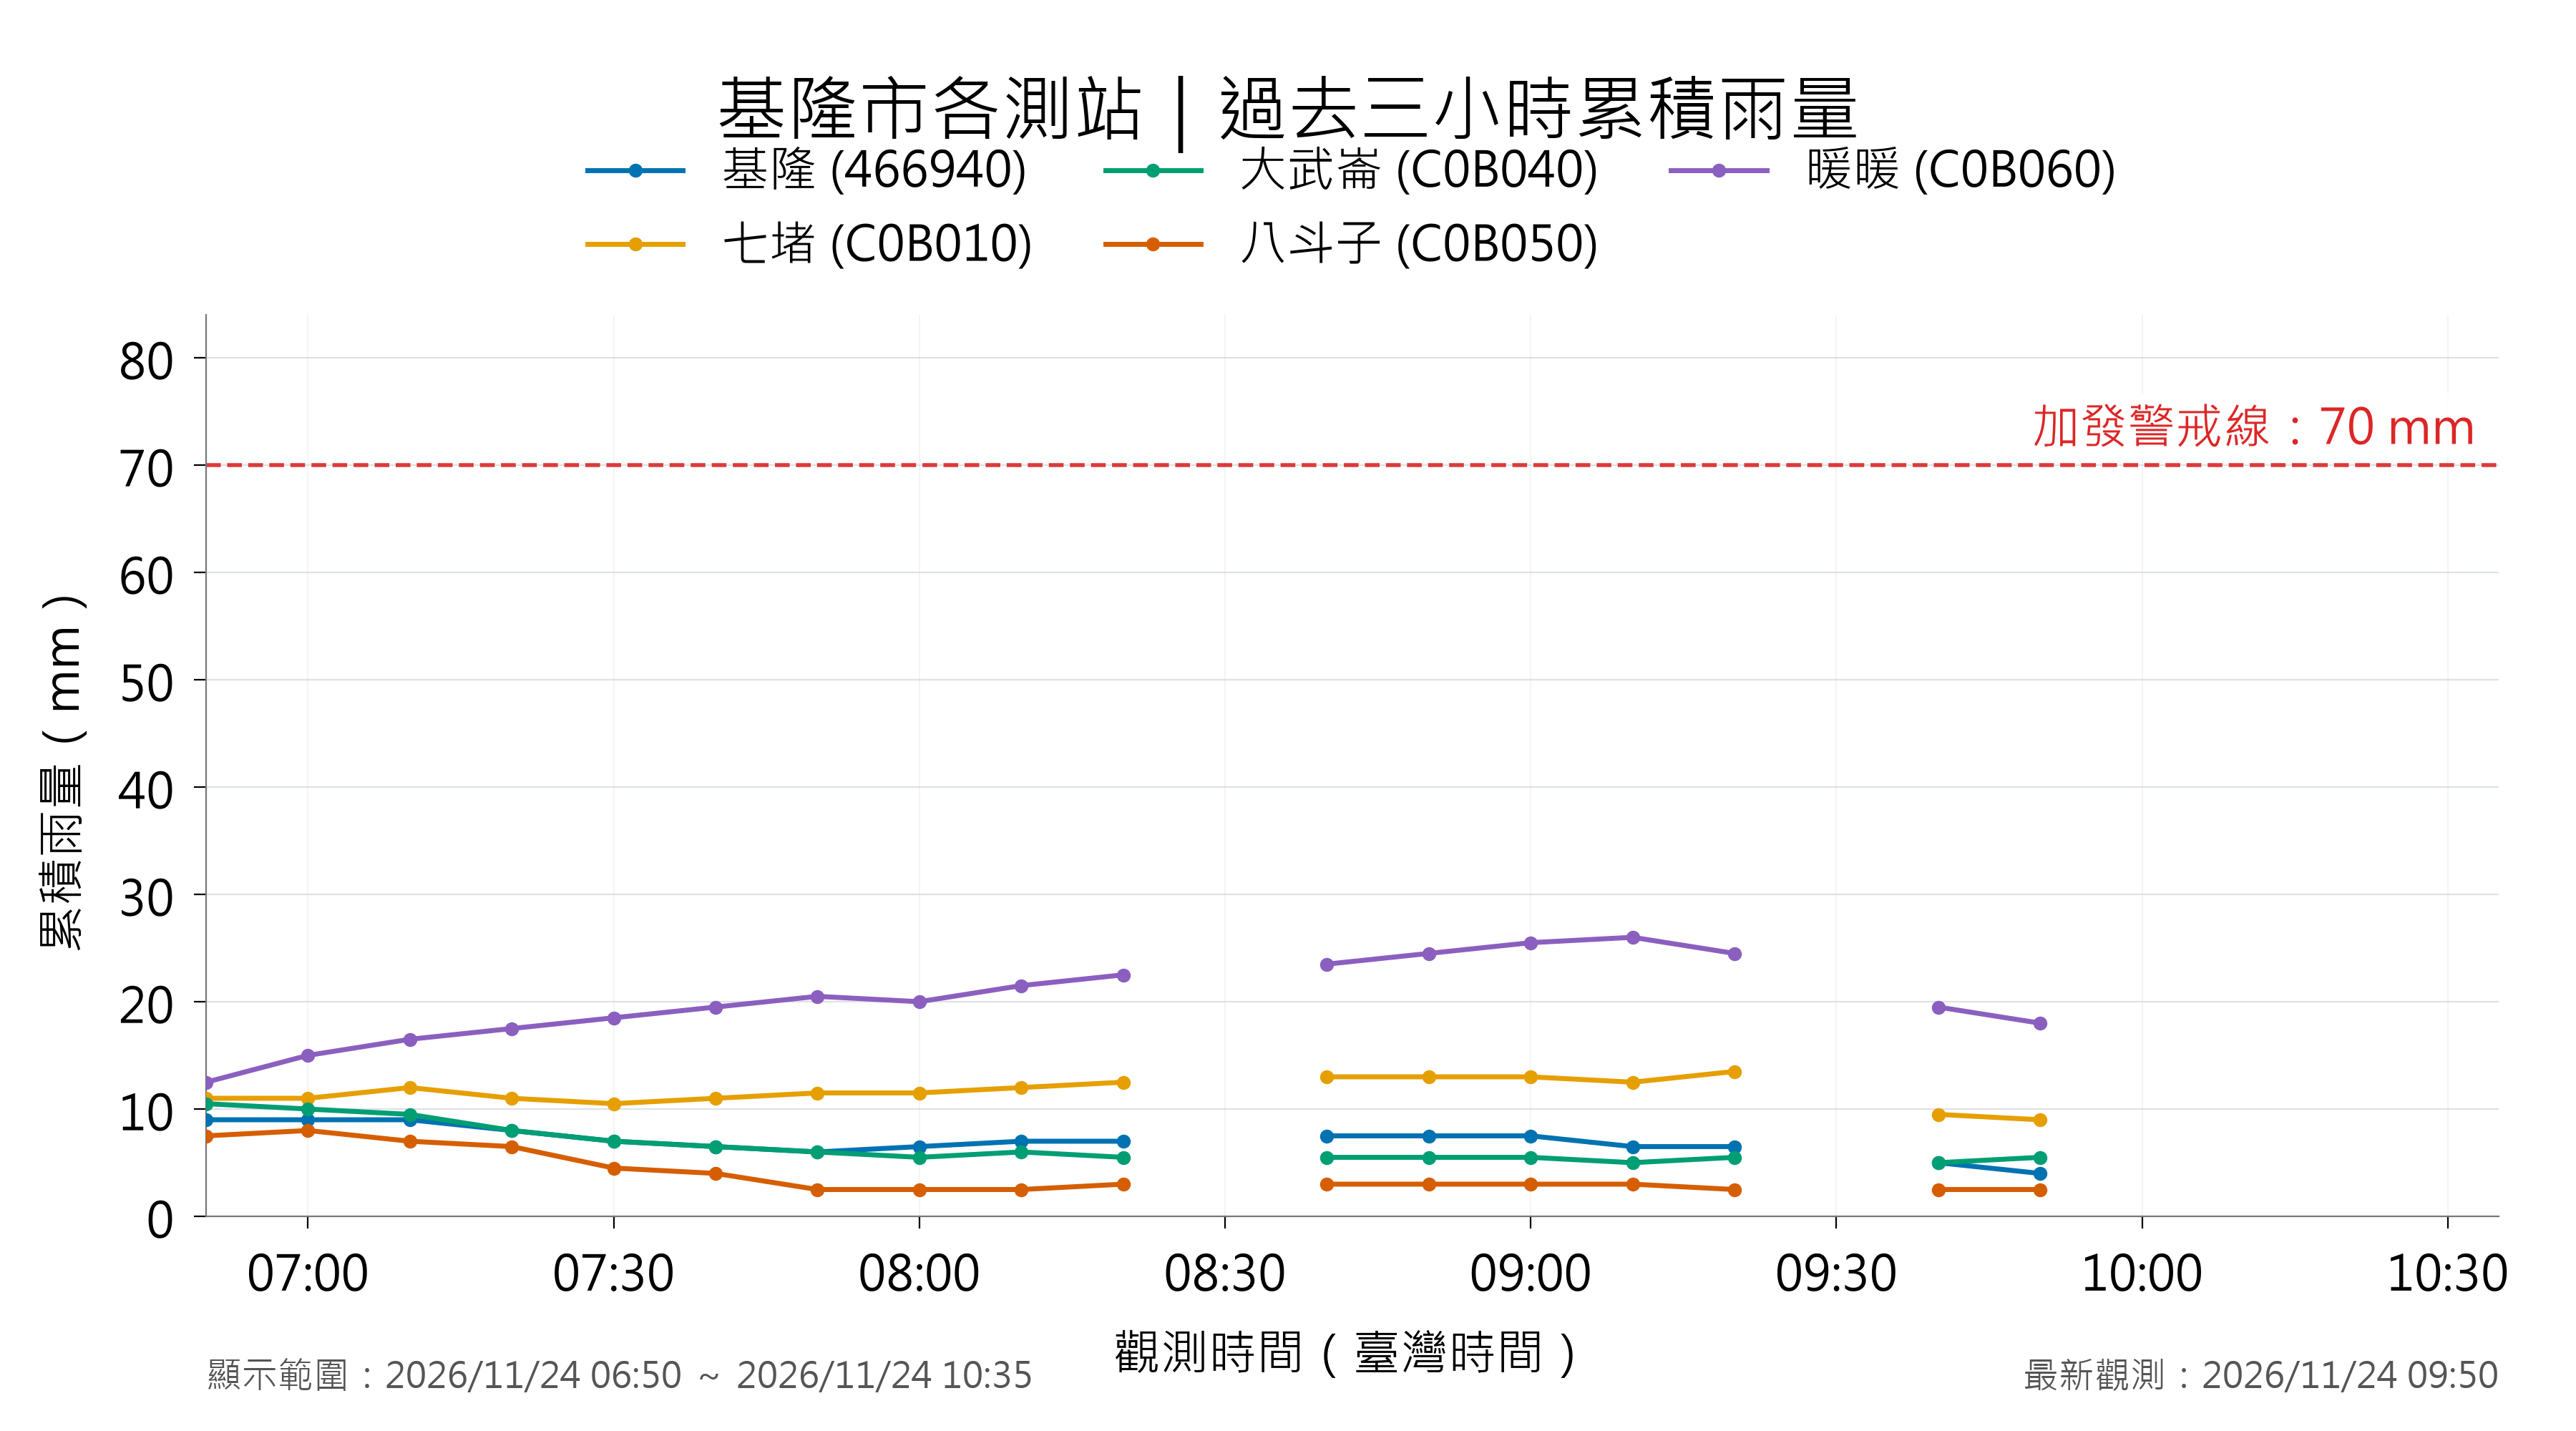 基隆市各測站｜過去三小時累積雨量
基隆 (466940)
大武崙 (C0B040)
暖暖 (C0B060)
七堵 (C0B010)
八斗子 (C0B050)
累積雨量（mm）
80
70
60
50
40
30
20
10
0
加發警戒線：70 mm
07:00 07:30 08:00 08:30 09:00 09:30 10:00 10:30
觀測時間（臺灣時間）
顯示範圍：2026/11/24 06:50 ~ 2026/11/24 10:35
最新觀測：2026/11/24 09:50